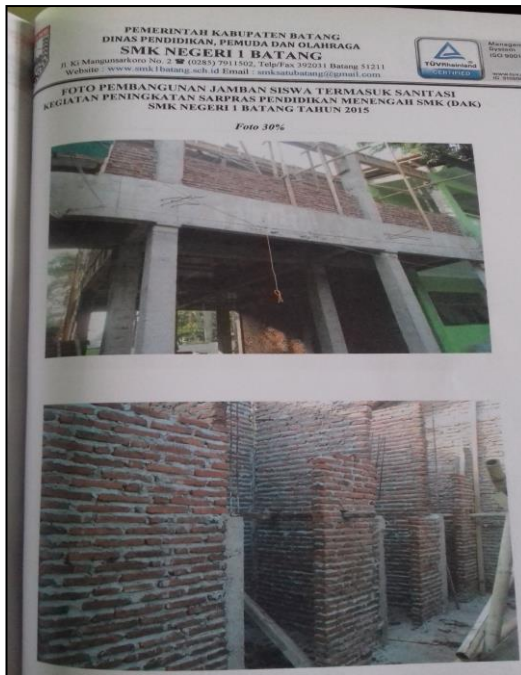 PEMERINTAH KABUPATEN BATANG
DINAS PENDIDIKAN, PEMUDA DAN OLAHRAGA
SMK NEGERI 1 BATANG
Jl. Ki Mangunsarkoro No. 2 ☎ (0285) 7911502, Telp/Fax 392031 Batang 51211
Website : www.smk1batang.sch.id Email : smksatubatang@gmail.com
TÜVRheinland
CERTIFIED
Management
System
ISO 9001
FOTO PEMBANGUNAN JAMBAN SISWA TERMASUK SANITASI
KEGIATAN PENINGKATAN SARPRAS PENDIDIKAN MENENGAH SMK (DAK)
SMK NEGERI 1 BATANG TAHUN 2015
Foto 30%